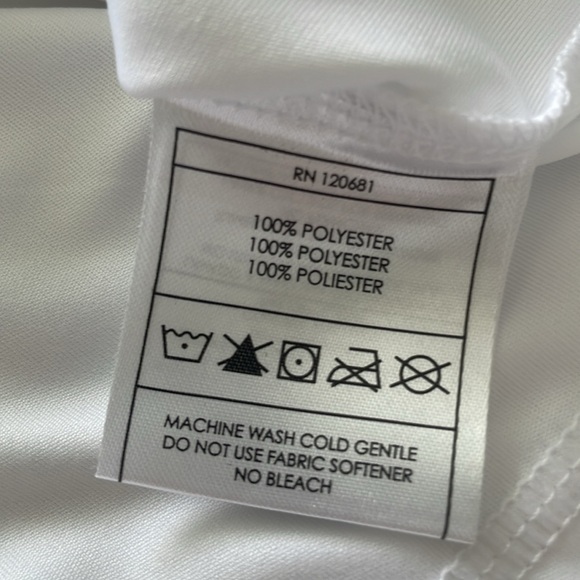 RN 120681
100% POLYESTER
100% POLYESTER
100% POLIESTER
MACHINE WASH COLD GENTLE
DO NOT USE FABRIC SOFTENER
NO BLEACH